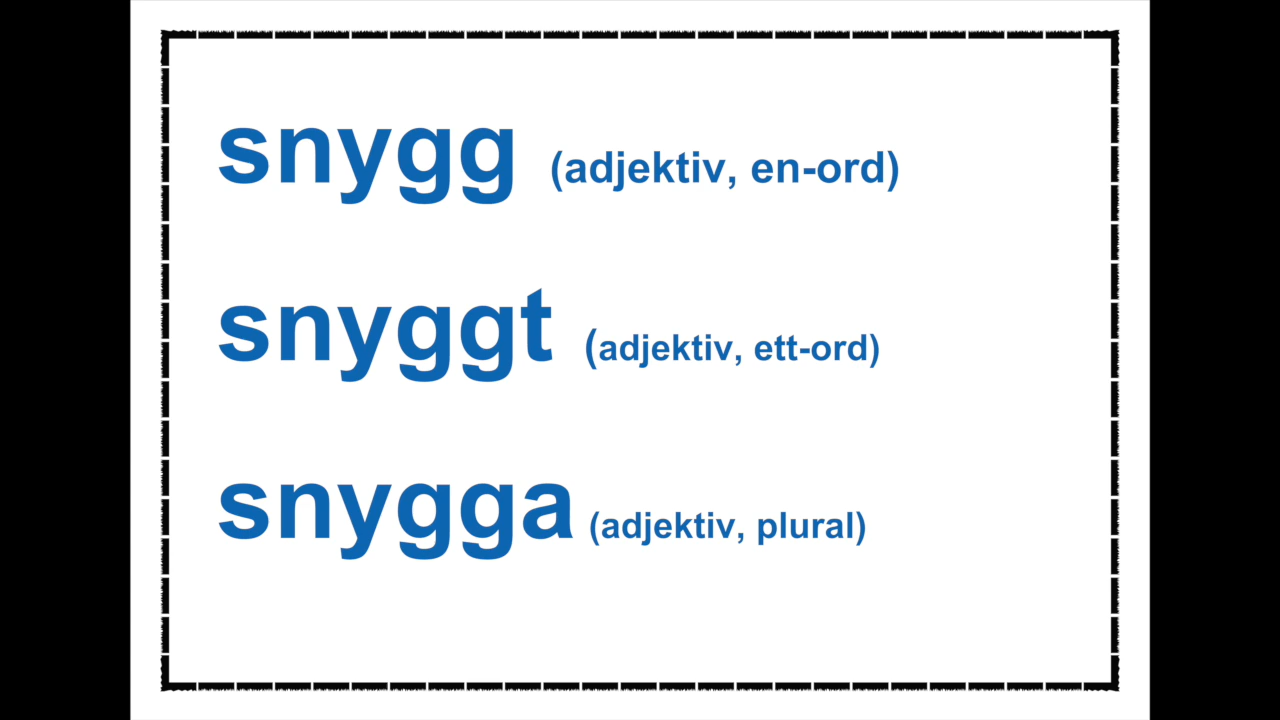 snygg (adjektiv, en-ord)
snyggt (adjektiv, ett-ord)
snygga (adjektiv, plural)